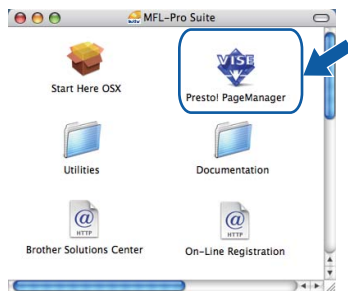 MFL-Pro Suite
VISE
Start Here OSX
Presto! PageManager
Utilities
Documentation
@
HTTP
@
HTTP
Brother Solutions Center
On-Line Registration